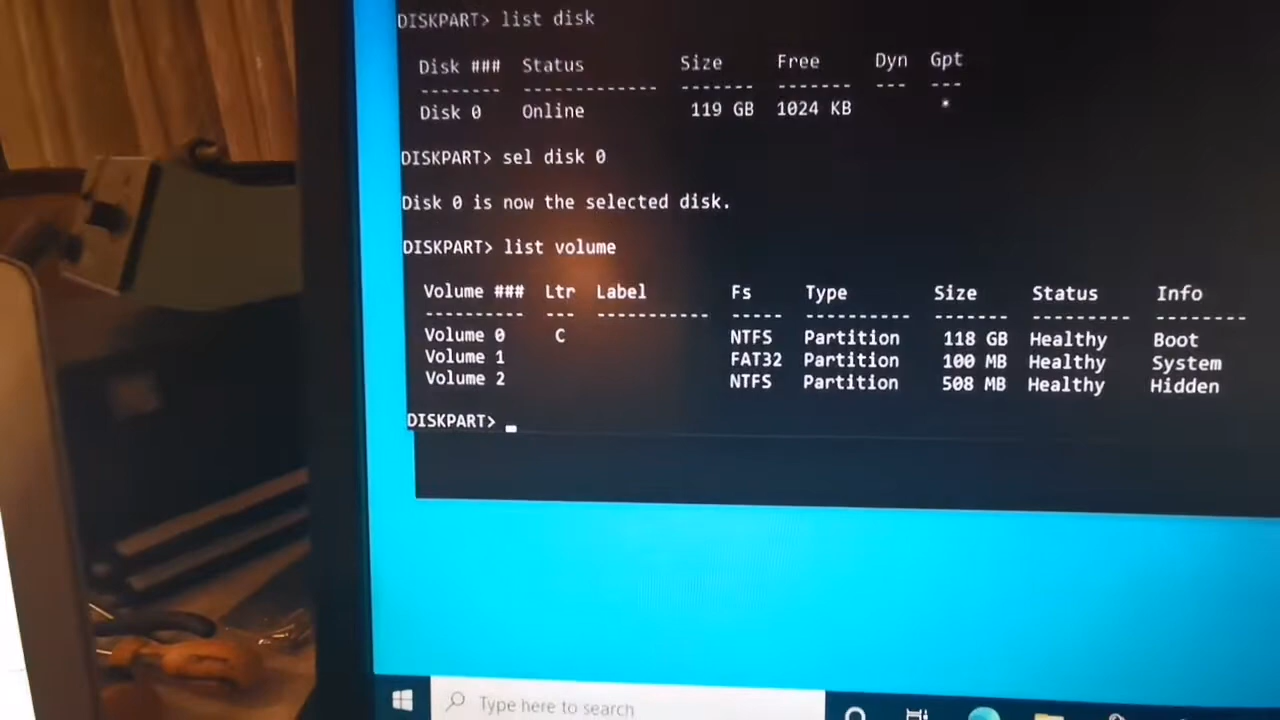 DISKPART> list disk
Disk ### Status Size Free Dyn Gpt
-------- ------------- ------- ------- --- ---
Disk 0 Online 119 GB 1024 KB *
DISKPART> sel disk 0
Disk 0 is now the selected disk.
DISKPART> list volume
Volume ### Ltr Label Fs Type Size Status Info
---------- --- ----------- ----- ---------- ------- --------- --------
Volume 0 C NTFS Partition 118 GB Healthy Boot
Volume 1 FAT32 Partition 100 MB Healthy System
Volume 2 NTFS Partition 508 MB Healthy Hidden
DISKPART>
Type here to search